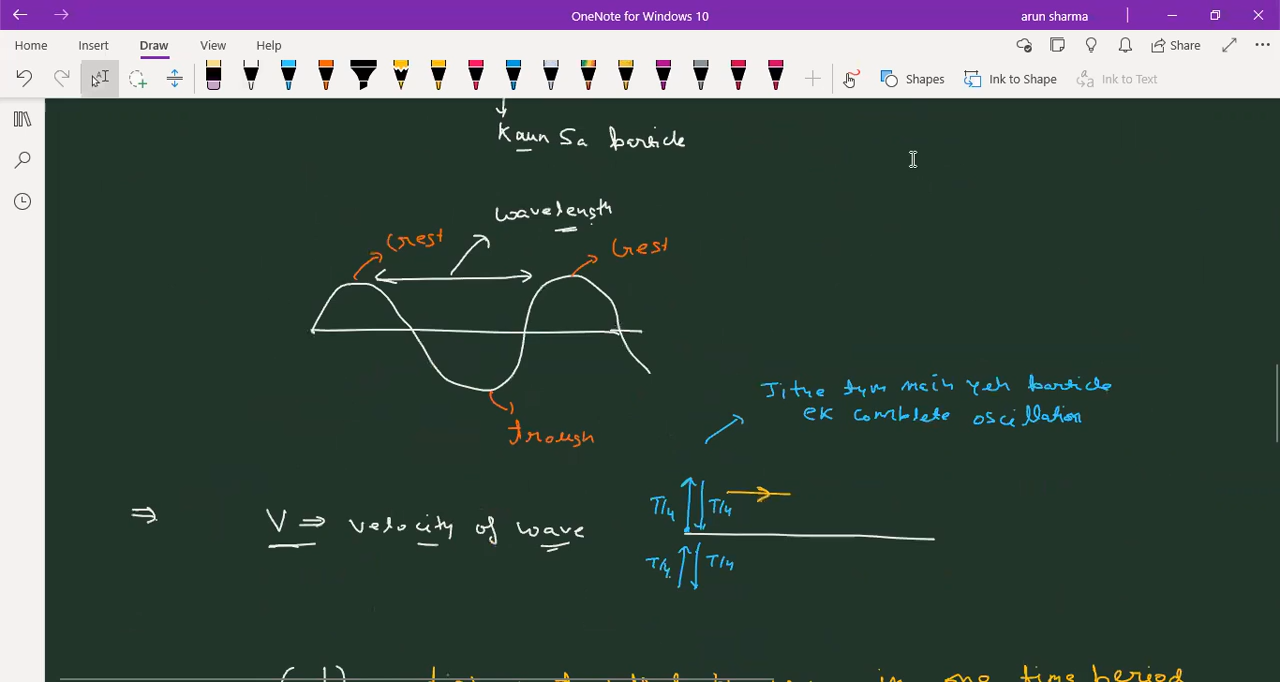 OneNote for Windows 10
arun sharma
Home Insert Draw View Help
Share
Shapes
Ink to Shape
Ink to Text
Kaun Sa particle
wavelength
Crest
Crest
trough
Jitne tym main yeh particle
ek complete oscillation
T/4 T/4
⇒ V ⇒ velocity of wave
T/4 T/4
in one time period